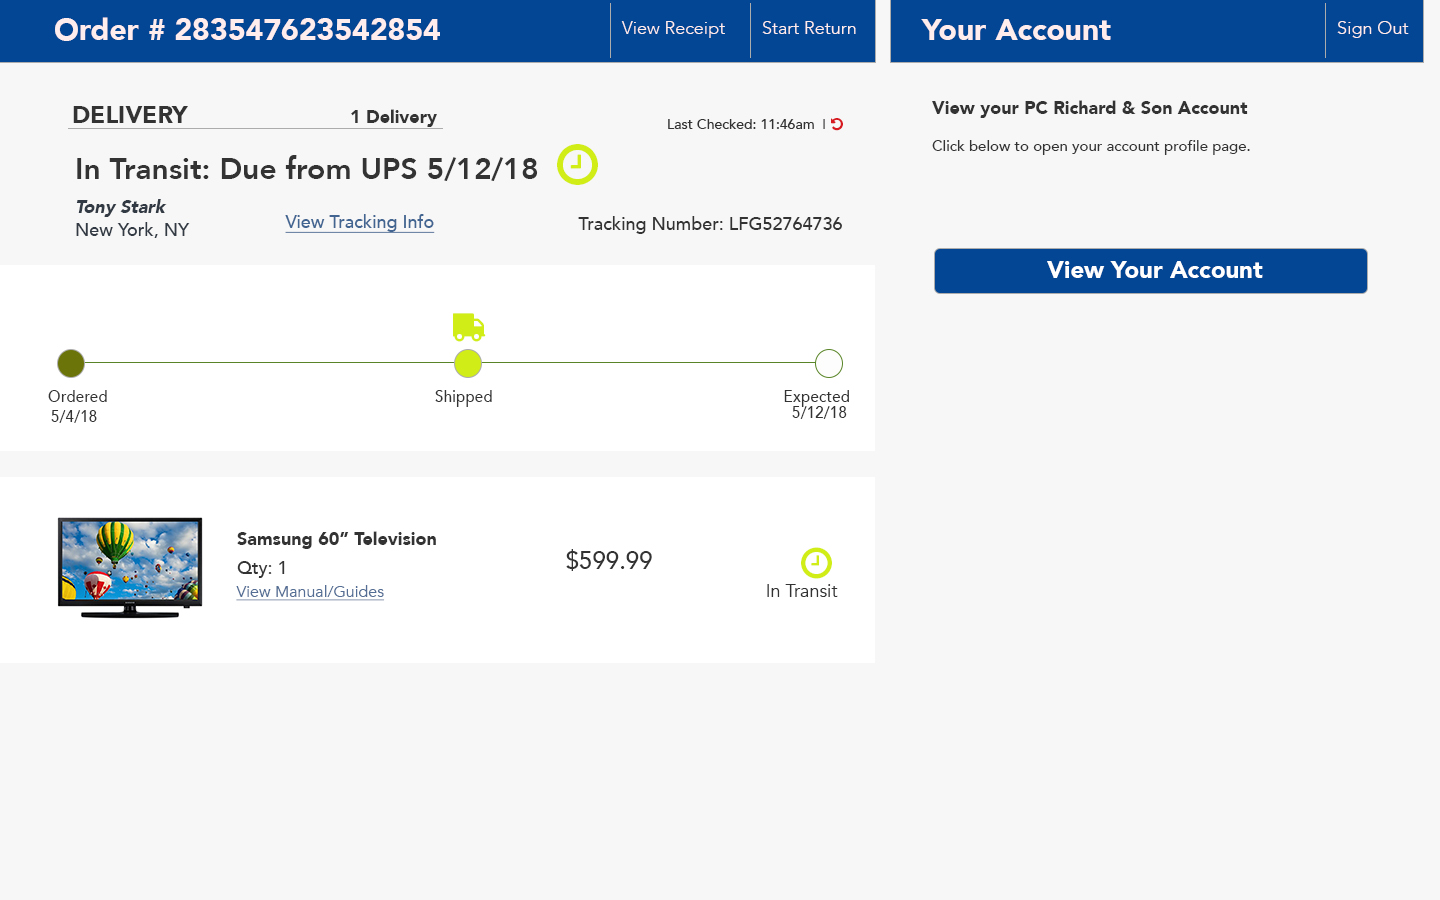 Order # 283547623542854
View Receipt
Start Return
Your Account
Sign Out
DELIVERY
1 Delivery
Last Checked: 11:46am |
In Transit: Due from UPS 5/12/18
Tony Stark
New York, NY
View Tracking Info
Tracking Number: LFG52764736
View your PC Richard & Son Account
Click below to open your account profile page.
View Your Account
Ordered
5/4/18
Shipped
Expected
5/12/18
Samsung 60” Television
Qty: 1
View Manual/Guides
$599.99
In Transit